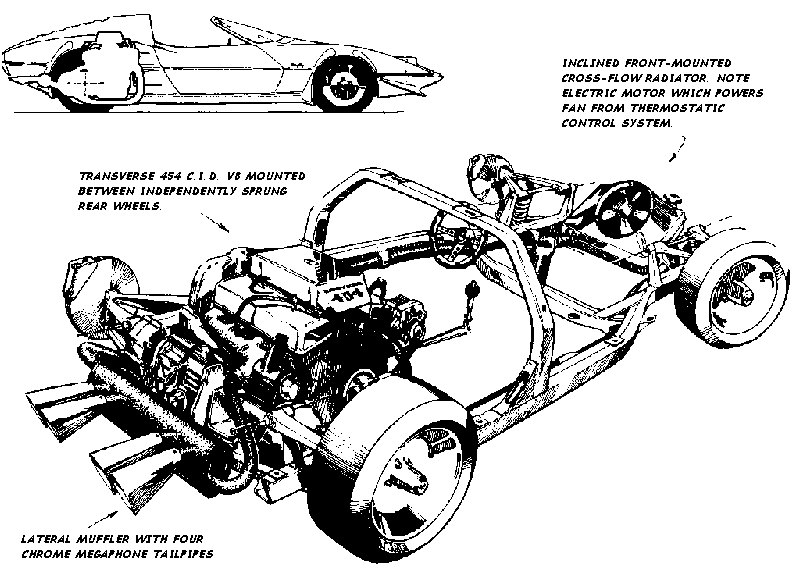 INCLINED FRONT-MOUNTED
CROSS-FLOW RADIATOR. NOTE
ELECTRIC MOTOR WHICH POWERS
FAN FROM THERMOSTATIC
CONTROL SYSTEM.
TRANSVERSE 454 C.I.D. V8 MOUNTED
BETWEEN INDEPENDENTLY SPRUNG
REAR WHEELS.
454
LATERAL MUFFLER WITH FOUR
CHROME MEGAPHONE TAILPIPES